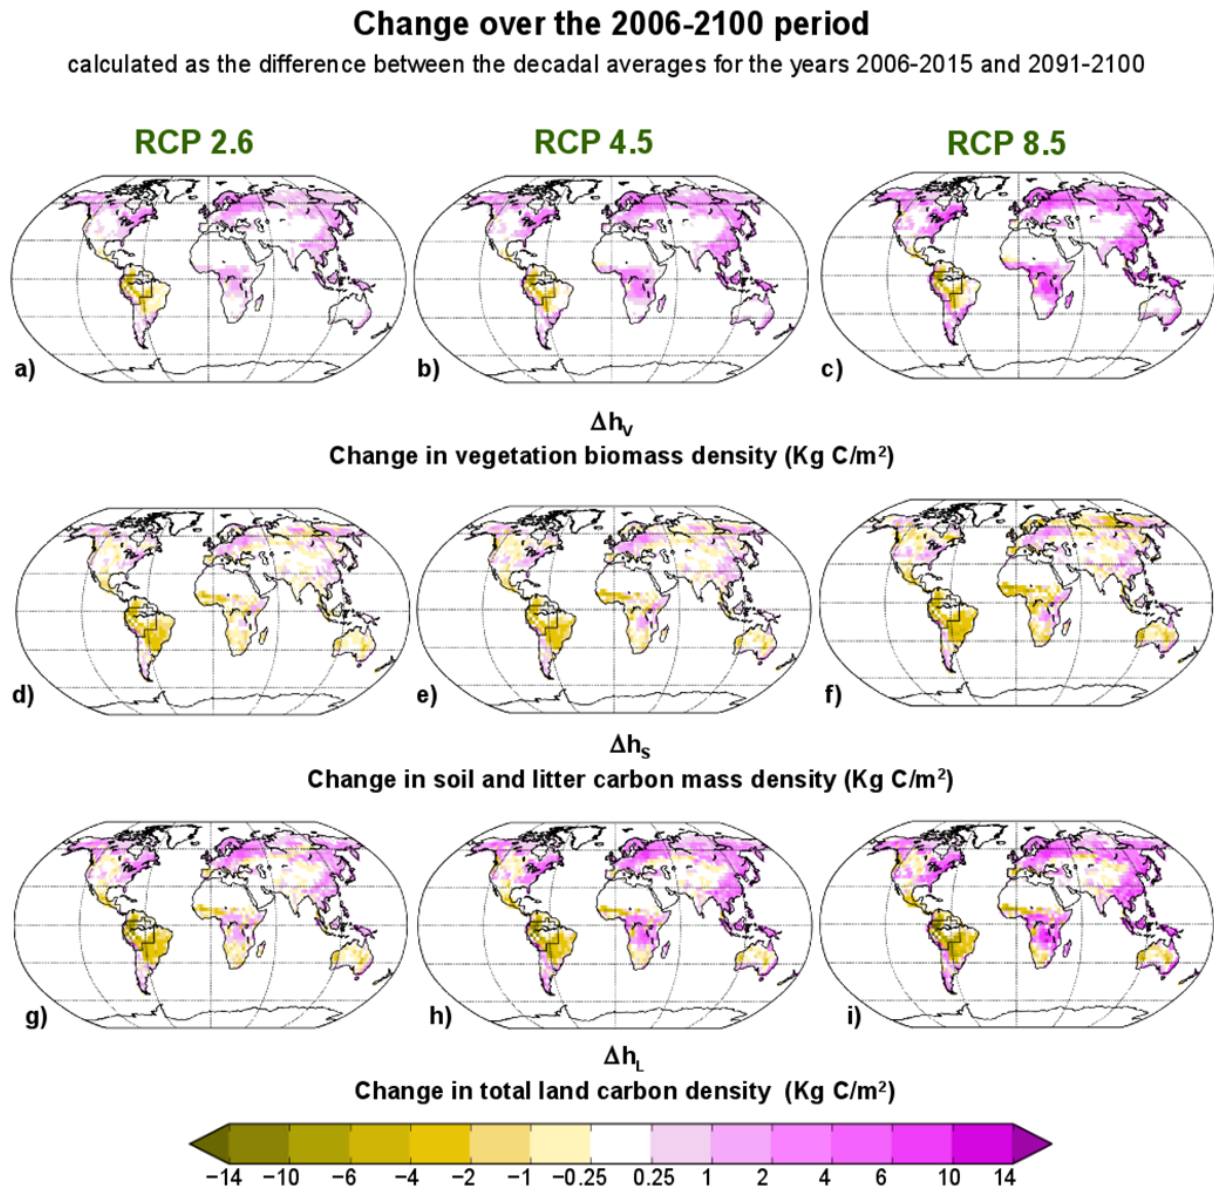 Change over the 2006-2100 period
calculated as the difference between the decadal averages for the years 2006-2015 and 2091-2100
RCP 2.6 RCP 4.5 RCP 8.5
a) b) c)
Δh_V
Change in vegetation biomass density (Kg C/m²)
d) e) f)
Δh_S
Change in soil and litter carbon mass density (Kg C/m²)
g) h) i)
Δh_L
Change in total land carbon density (Kg C/m²)
−14 −10 −6 −4 −2 −1 −0.25 0.25 1 2 4 6 10 14